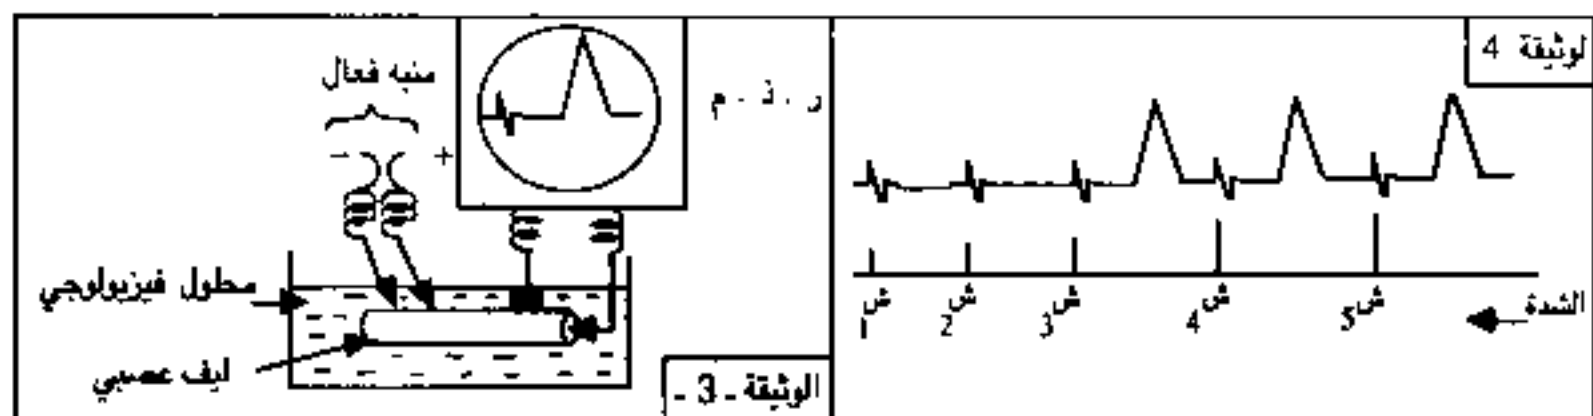 الوثيقة 4
منبه فعال
ر . ذ . م
- +
محلول فيزيولوجي
ليف عصبي
الوثيقة - 3 -
ش1 ش2 ش3 ش4 ش5
الشدة